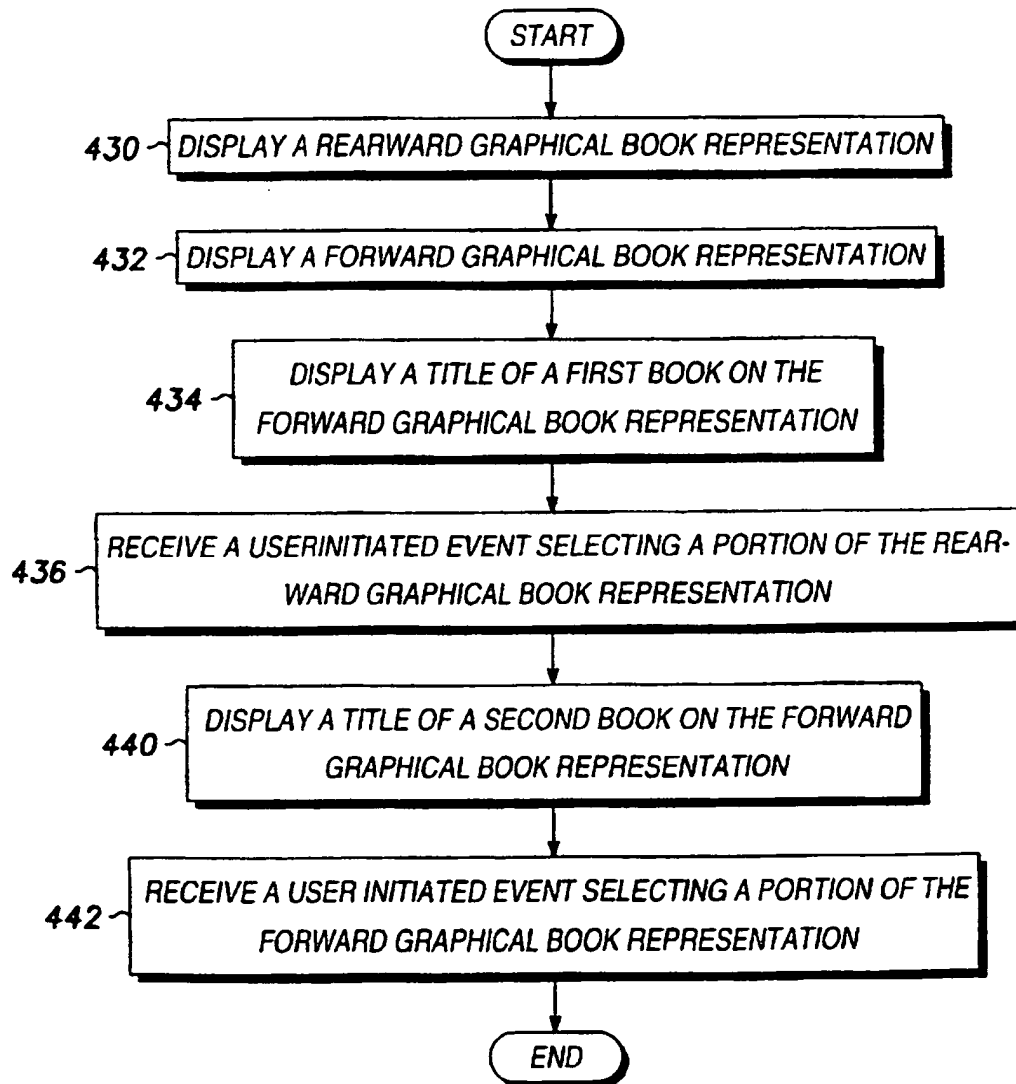 START
430 DISPLAY A REARWARD GRAPHICAL BOOK REPRESENTATION
432 DISPLAY A FORWARD GRAPHICAL BOOK REPRESENTATION
DISPLAY A TITLE OF A FIRST BOOK ON THE
434
FORWARD GRAPHICAL BOOK REPRESENTATION
RECEIVE A USERINITIATED EVENT SELECTING A PORTION OF THE REAR-
436
WARD GRAPHICAL BOOK REPRESENTATION
DISPLAY A TITLE OF A SECOND BOOK ON THE FORWARD
440
GRAPHICAL BOOK REPRESENTATION
RECEIVE A USER INITIATED EVENT SELECTING A PORTION OF THE
442
FORWARD GRAPHICAL BOOK REPRESENTATION
END